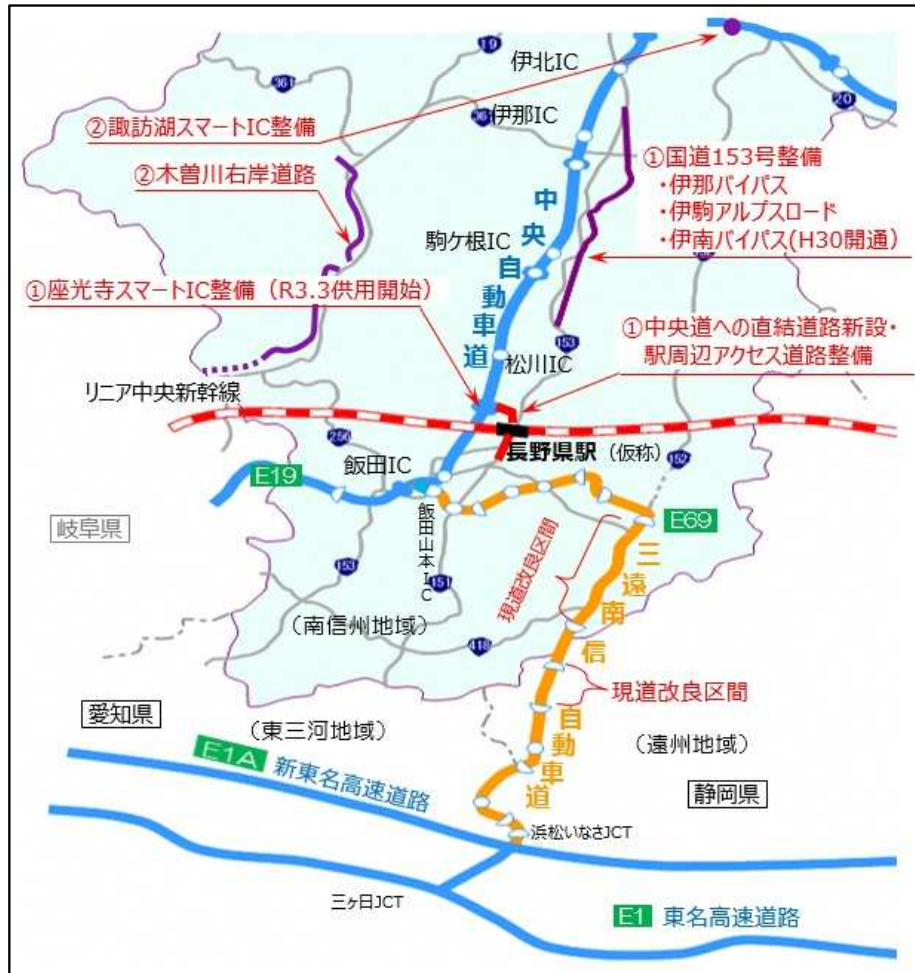 19
伊北IC
361
20
361
伊那IC
②諏訪湖スマートIC整備
①国道153号整備
・伊那バイパス
・伊駒アルプスロード
・伊南バイパス(H30開通)
②木曽川右岸道路
中央自動車道
駒ケ根IC
①座光寺スマートIC整備（R3.3供用開始）
153
①中央道への直結道路新設・
駅周辺アクセス道路整備
松川IC
リニア中央新幹線
256
長野県駅（仮称）
152
飯田IC
E19
飯田山本IC
E69
岐阜県
現道改良区間
三遠南信自動車道
153
151
（南信州地域）
418
現道改良区間
愛知県
（東三河地域）
（遠州地域）
E1A 新東名高速道路
静岡県
浜松いなさJCT
三ヶ日JCT
E1 東名高速道路